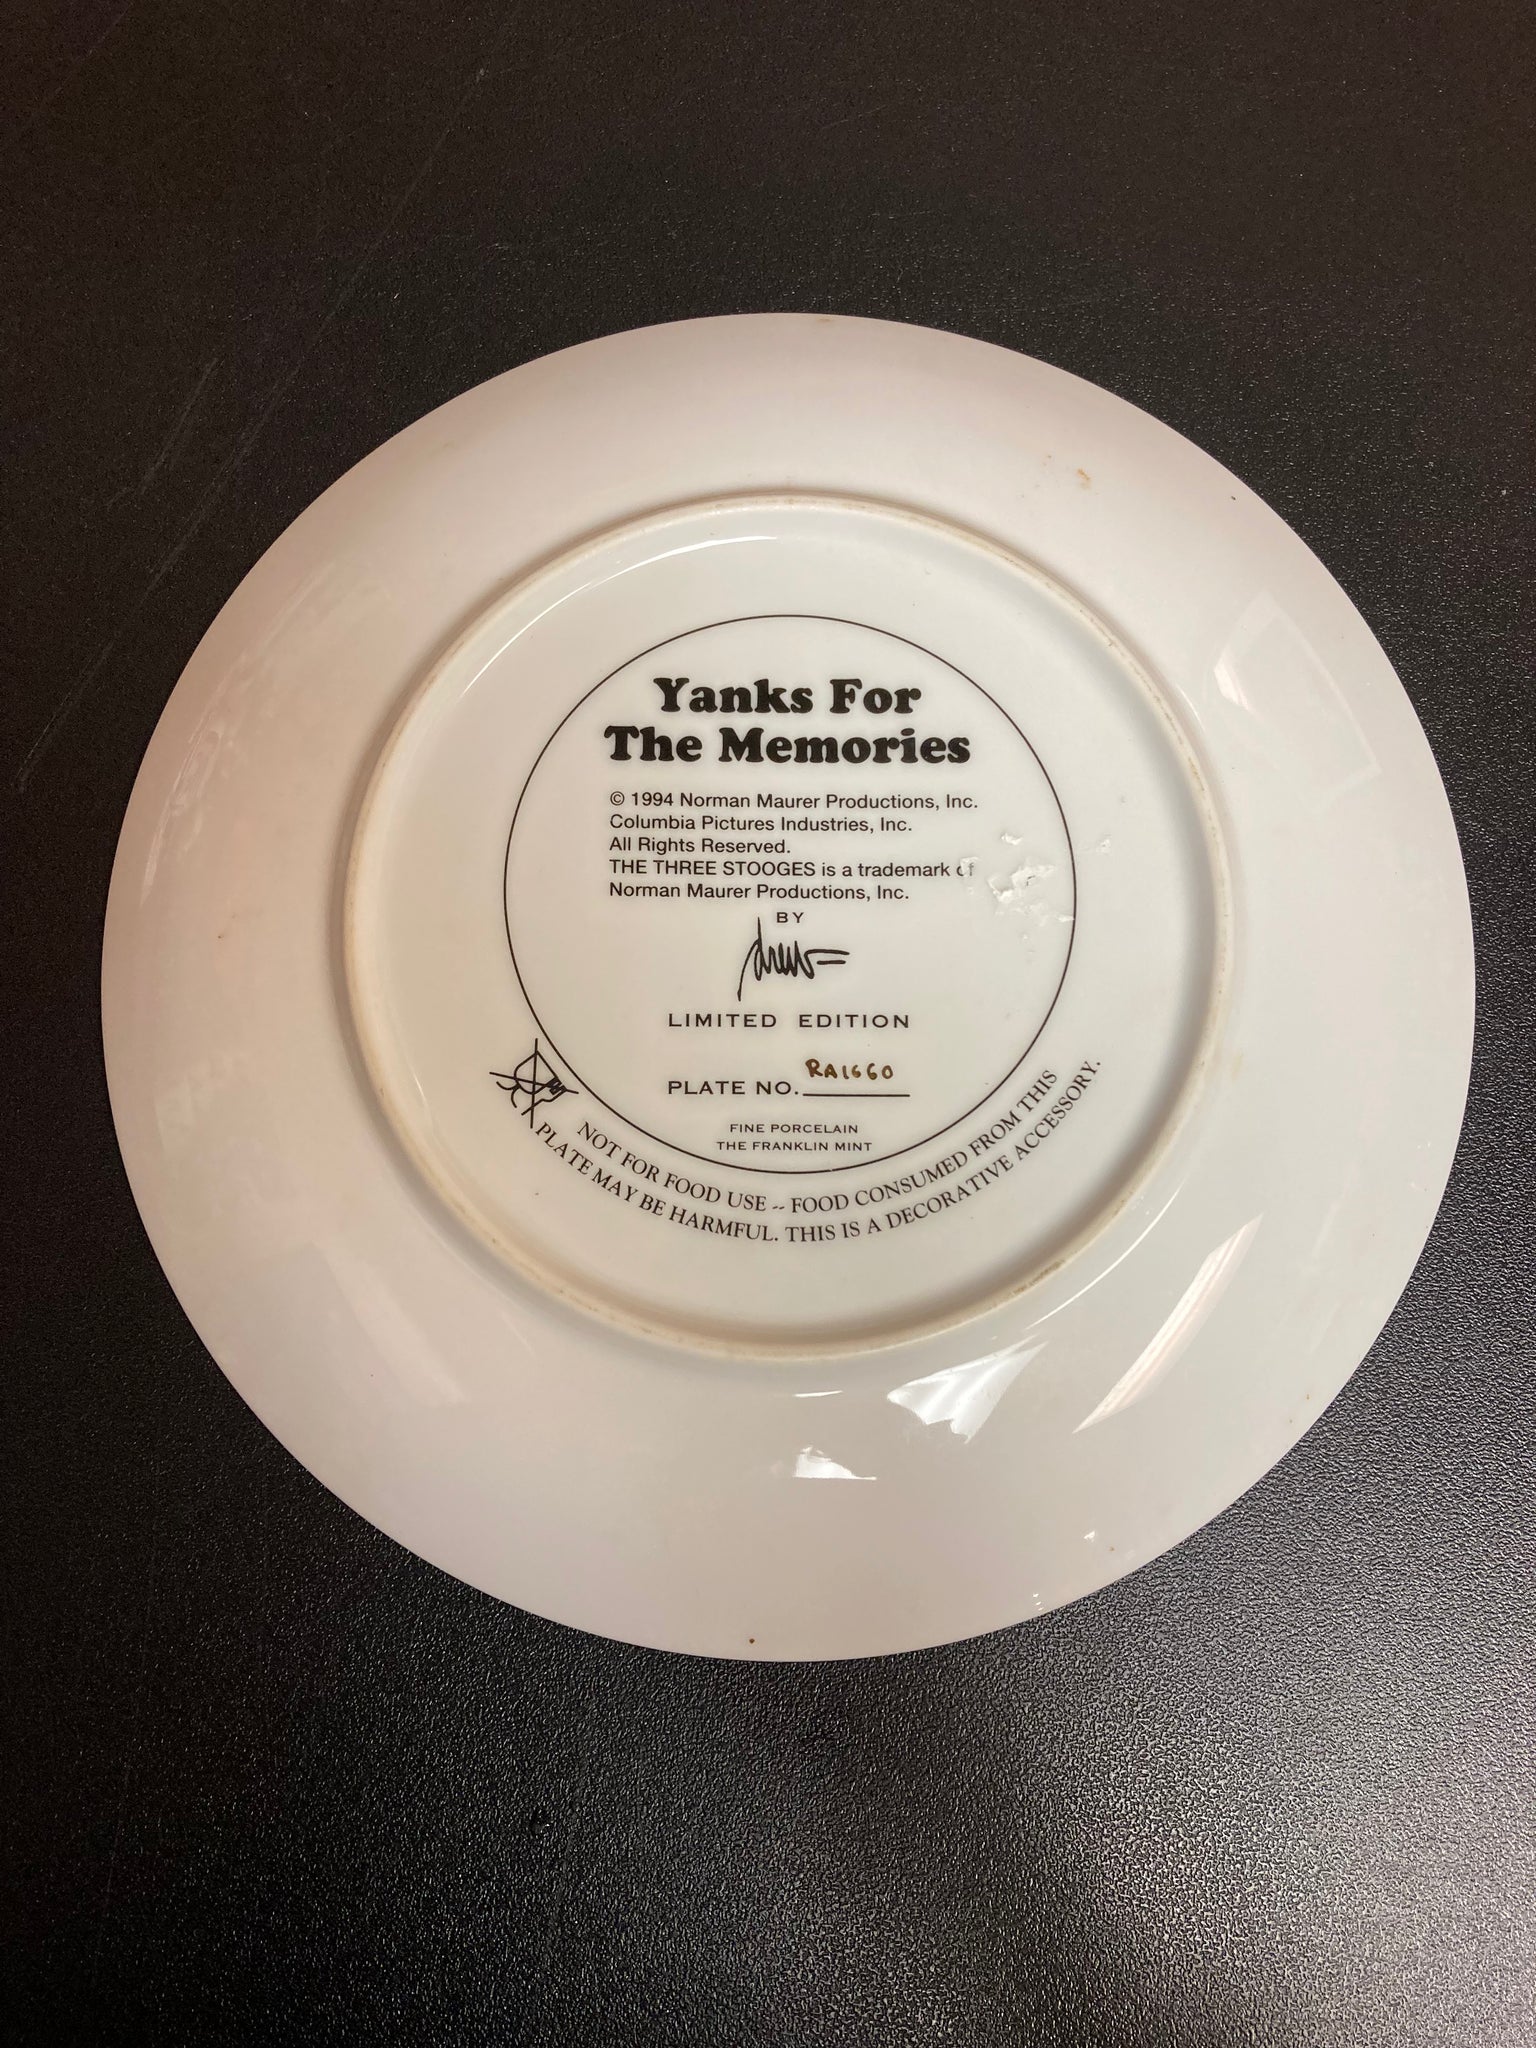 Yanks For
The Memories
© 1994 Norman Maurer Productions, Inc.
Columbia Pictures Industries, Inc.
All Rights Reserved.
THE THREE STOOGES is a trademark of
Norman Maurer Productions, Inc.
BY
LIMITED EDITION
PLATE NO. RA1660
FINE PORCELAIN
THE FRANKLIN MINT
NOT FOR FOOD USE -- FOOD CONSUMED FROM THIS
PLATE MAY BE HARMFUL. THIS IS A DECORATIVE ACCESSORY.